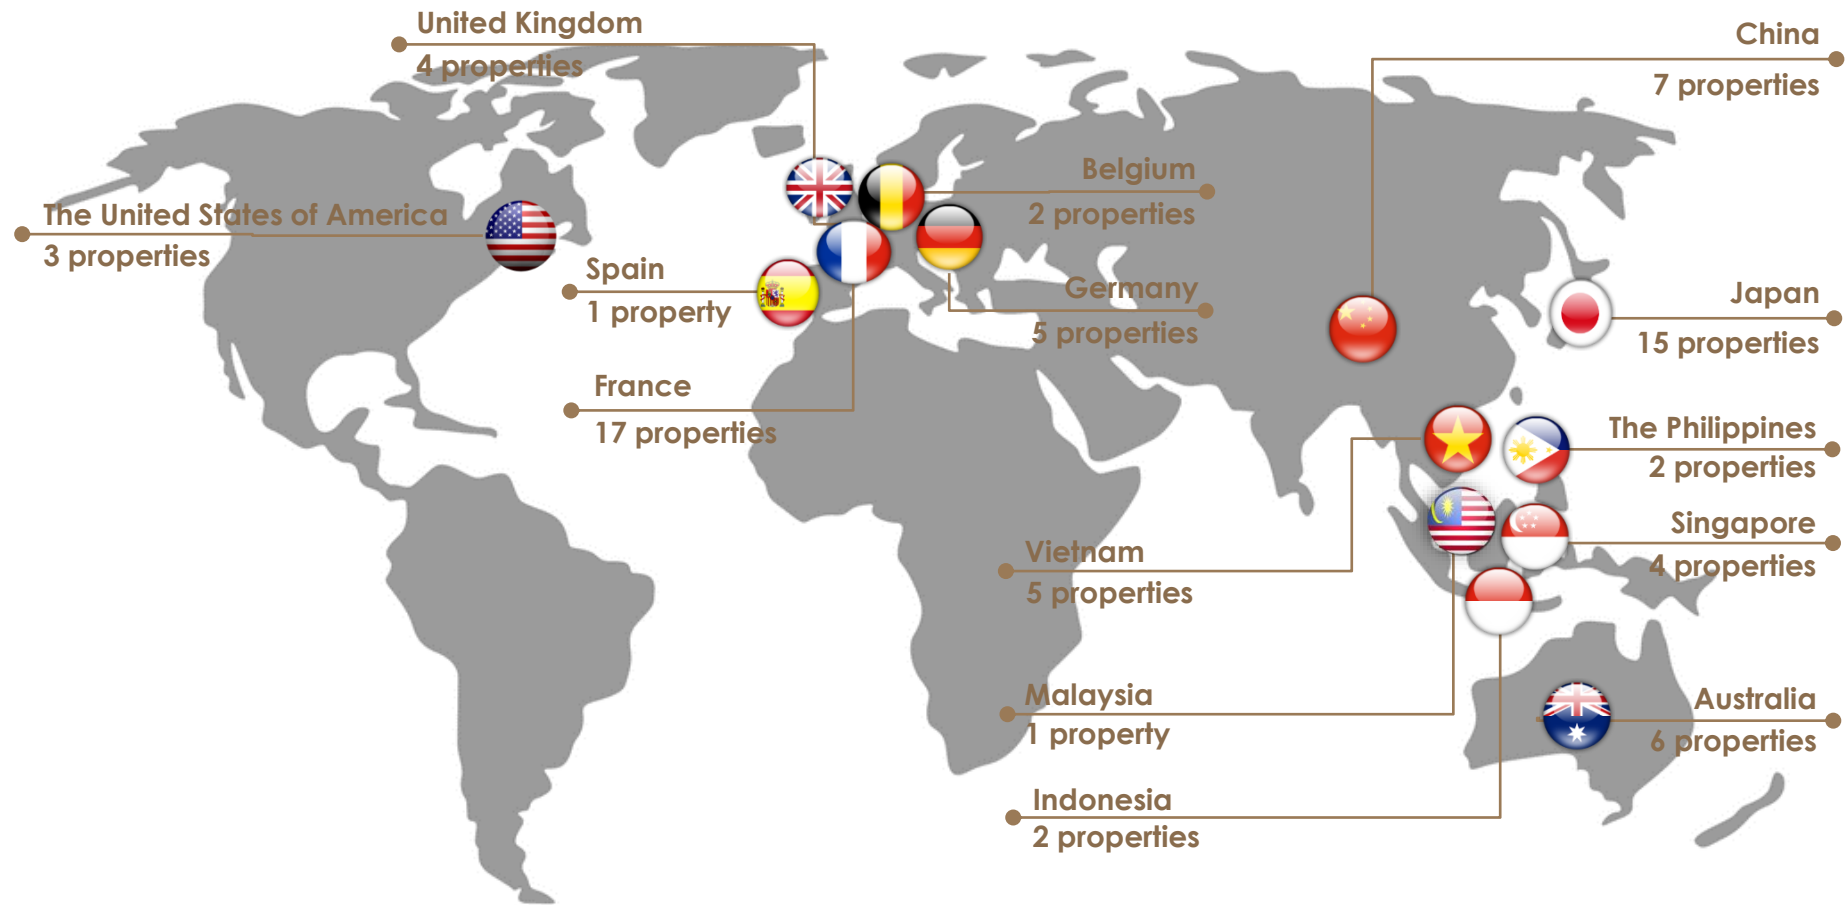 United Kingdom
4 properties
China
7 properties
Belgium
2 properties
The United States of America
3 properties
Spain
1 property
Germany
5 properties
Japan
15 properties
France
17 properties
The Philippines
2 properties
Singapore
4 properties
Vietnam
5 properties
Malaysia
1 property
Australia
6 properties
Indonesia
2 properties